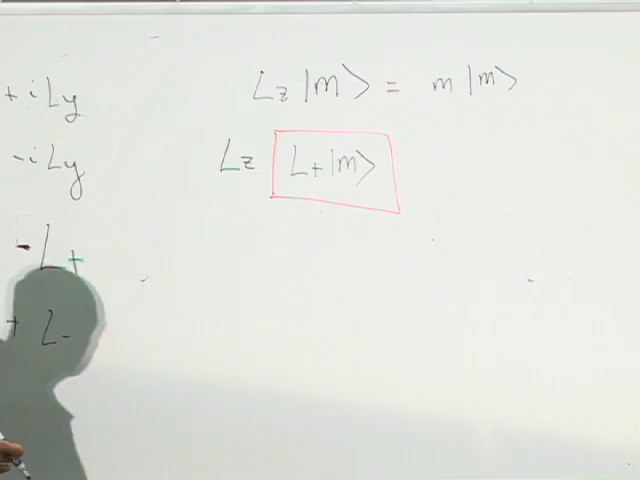 +iLy
-iLy
-L+
+ L-
Lz |m⟩ = m |m⟩
Lz L+|m⟩